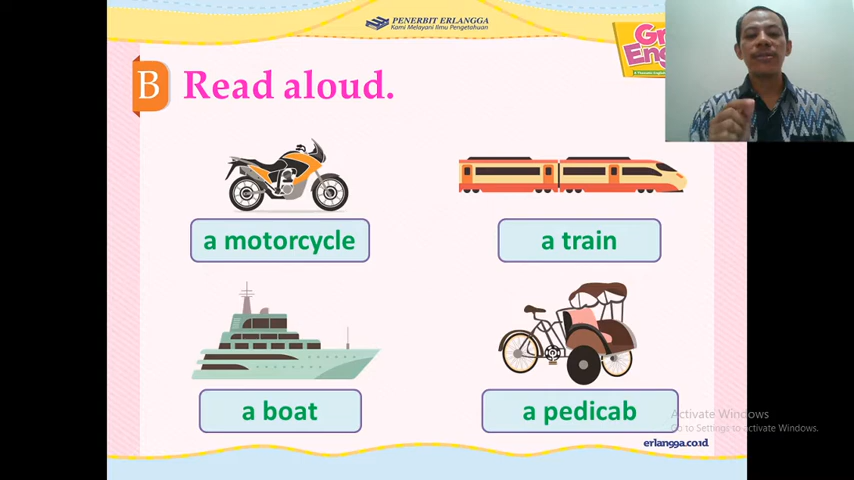 PENERBIT ERLANGGA
Kami Melayani Ilmu Pengetahuan
B Read aloud.
a motorcycle
a train
a boat
a pedicab
Activate Windows
Go to Settings to activate Windows.
erlangga.co.id